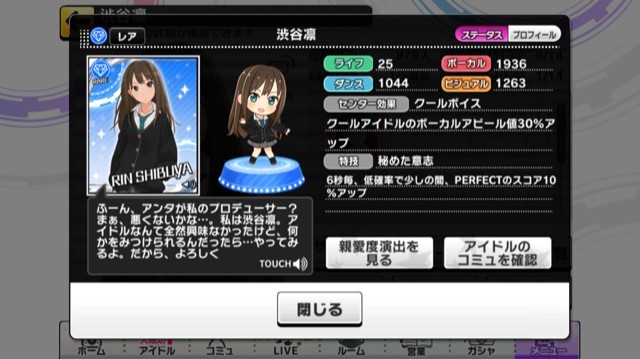 渋谷凛
レア
渋谷凛
ステータス
プロフィール
RARE
RIN SHIBUYA
ライフ 25
ボーカル 1936
ダンス 1044
ビジュアル 1263
センター効果 クールボイス
クールアイドルのボーカルアピール値30%ア
ップ
特技 秘めた意志
6秒毎、低確率で少しの間、PERFECTのスコア10
%アップ
ふーん、アンタが私のプロデューサー?
まぁ、悪くないかな…。私は渋谷凛。ア
イドルなんて全然興味なかったけど、何
かをみつけられるんだったら…やってみ
るよ。だから、よろしく
TOUCH
親愛度演出を
見る
アイドルの
コミュを確認
閉じる
ホーム
アイドル
コミュ
LIVE
ルーム
営業
ガシャ
メニュー